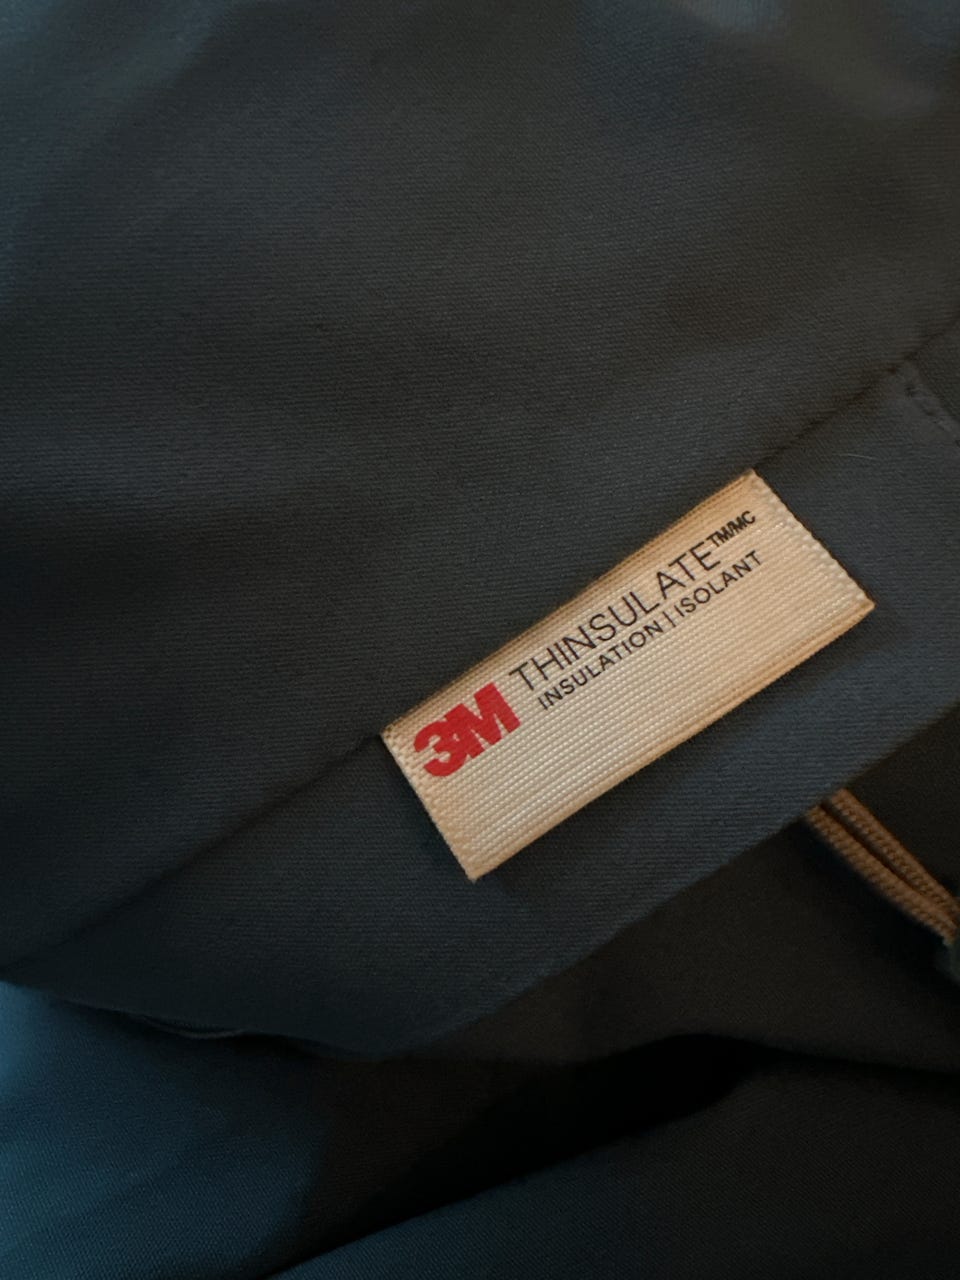 3M THINSULATE™/MC
INSULATION | ISOLANT